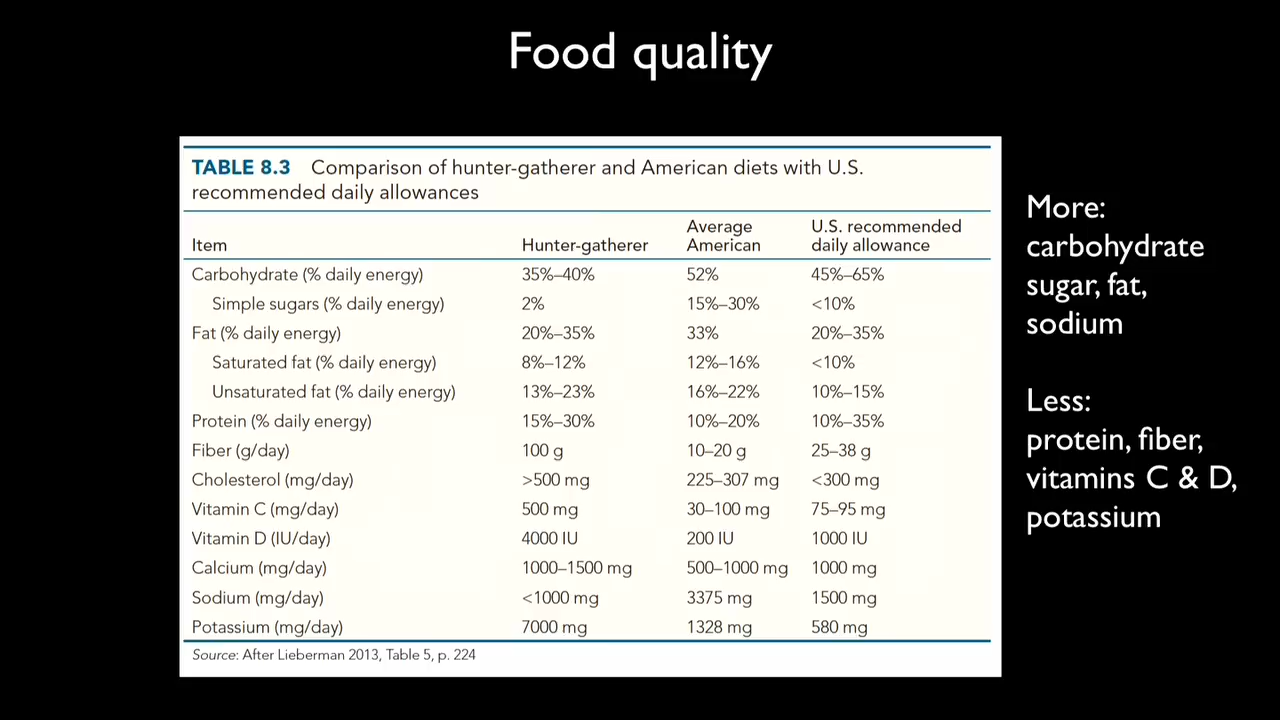 Food quality
TABLE 8.3 Comparison of hunter-gatherer and American diets with U.S.
recommended daily allowances
Item Hunter-gatherer Average American U.S. recommended daily allowance
Carbohydrate (% daily energy) 35%–40% 52% 45%–65%
Simple sugars (% daily energy) 2% 15%–30% <10%
Fat (% daily energy) 20%–35% 33% 20%–35%
Saturated fat (% daily energy) 8%–12% 12%–16% <10%
Unsaturated fat (% daily energy) 13%–23% 16%–22% 10%–15%
Protein (% daily energy) 15%–30% 10%–20% 10%–35%
Fiber (g/day) 100 g 10–20 g 25–38 g
Cholesterol (mg/day) >500 mg 225–307 mg <300 mg
Vitamin C (mg/day) 500 mg 30–100 mg 75–95 mg
Vitamin D (IU/day) 4000 IU 200 IU 1000 IU
Calcium (mg/day) 1000–1500 mg 500–1000 mg 1000 mg
Sodium (mg/day) <1000 mg 3375 mg 1500 mg
Potassium (mg/day) 7000 mg 1328 mg 580 mg
Source: After Lieberman 2013, Table 5, p. 224
More:
carbohydrate
sugar, fat,
sodium
Less:
protein, fiber,
vitamins C & D,
potassium